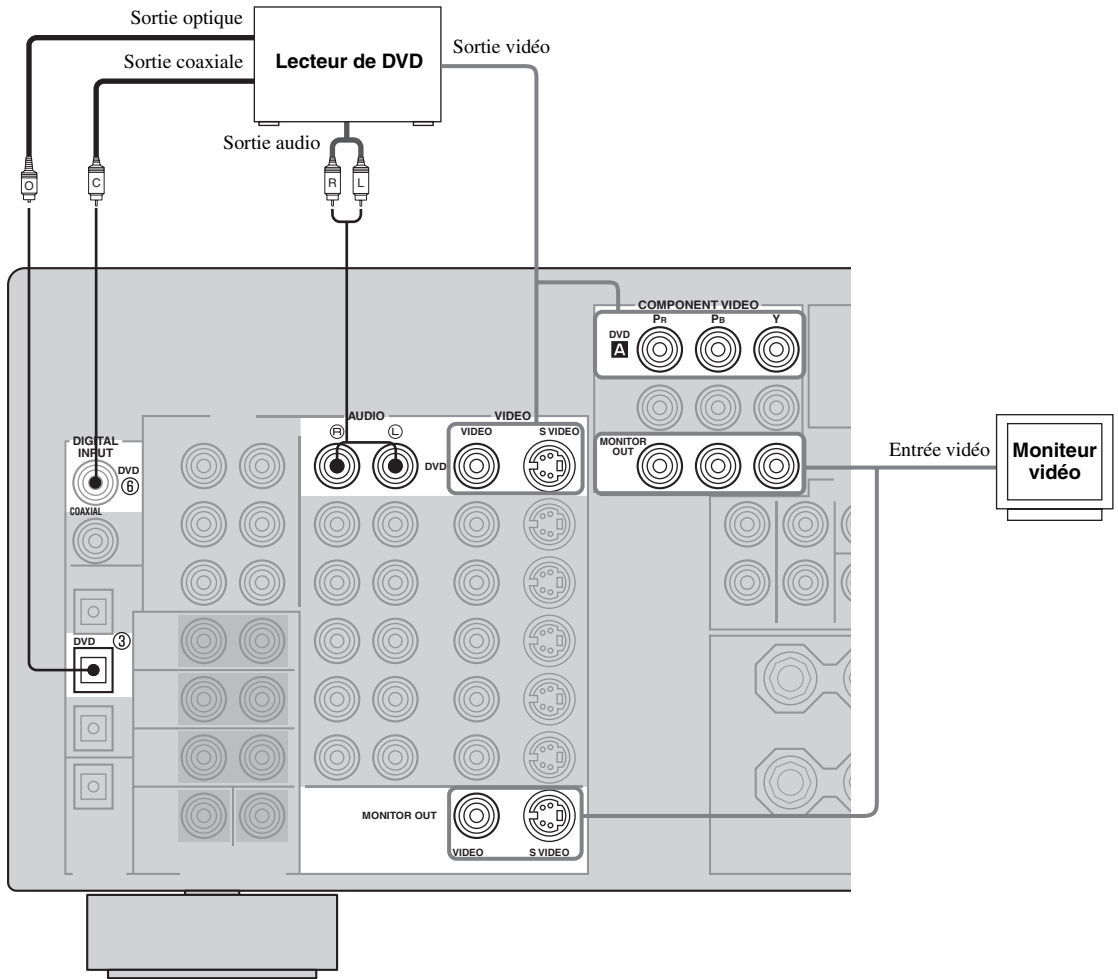 Sortie optique
Sortie coaxiale
Lecteur de DVD
Sortie vidéo
Sortie audio
O
C
R
L
COMPONENT VIDEO
PR
PB
Y
DVD
A
AUDIO
VIDEO
R
L
VIDEO
S VIDEO
DVD
MONITOR
OUT
Entrée vidéo
Moniteur
vidéo
DIGITAL
INPUT
DVD
⑥
COAXIAL
DVD
③
MONITOR OUT
VIDEO
S VIDEO